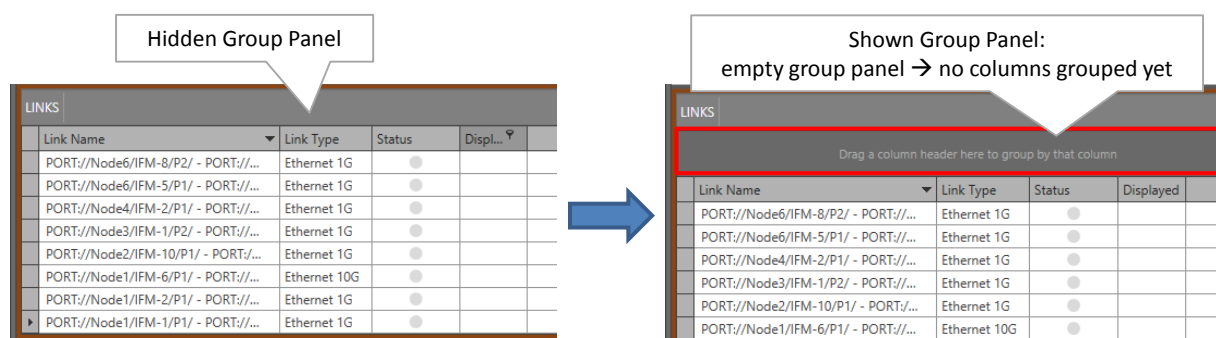 Hidden Group Panel
LINKS
Link Name Link Type Status Displ...
PORT://Node6/IFM-8/P2/ - PORT://... Ethernet 1G
PORT://Node6/IFM-5/P1/ - PORT://... Ethernet 1G
PORT://Node4/IFM-2/P1/ - PORT://... Ethernet 1G
PORT://Node3/IFM-1/P2/ - PORT://... Ethernet 1G
PORT://Node2/IFM-10/P1/ - PORT:/... Ethernet 1G
PORT://Node1/IFM-6/P1/ - PORT://... Ethernet 10G
PORT://Node1/IFM-2/P1/ - PORT://... Ethernet 1G
PORT://Node1/IFM-1/P1/ - PORT://... Ethernet 1G
Shown Group Panel:
empty group panel → no columns grouped yet
LINKS
Drag a column header here to group by that column
Link Name Link Type Status Displayed
PORT://Node6/IFM-8/P2/ - PORT://... Ethernet 1G
PORT://Node6/IFM-5/P1/ - PORT://... Ethernet 1G
PORT://Node4/IFM-2/P1/ - PORT://... Ethernet 1G
PORT://Node3/IFM-1/P2/ - PORT://... Ethernet 1G
PORT://Node2/IFM-10/P1/ - PORT:/... Ethernet 1G
PORT://Node1/IFM-6/P1/ - PORT://... Ethernet 10G